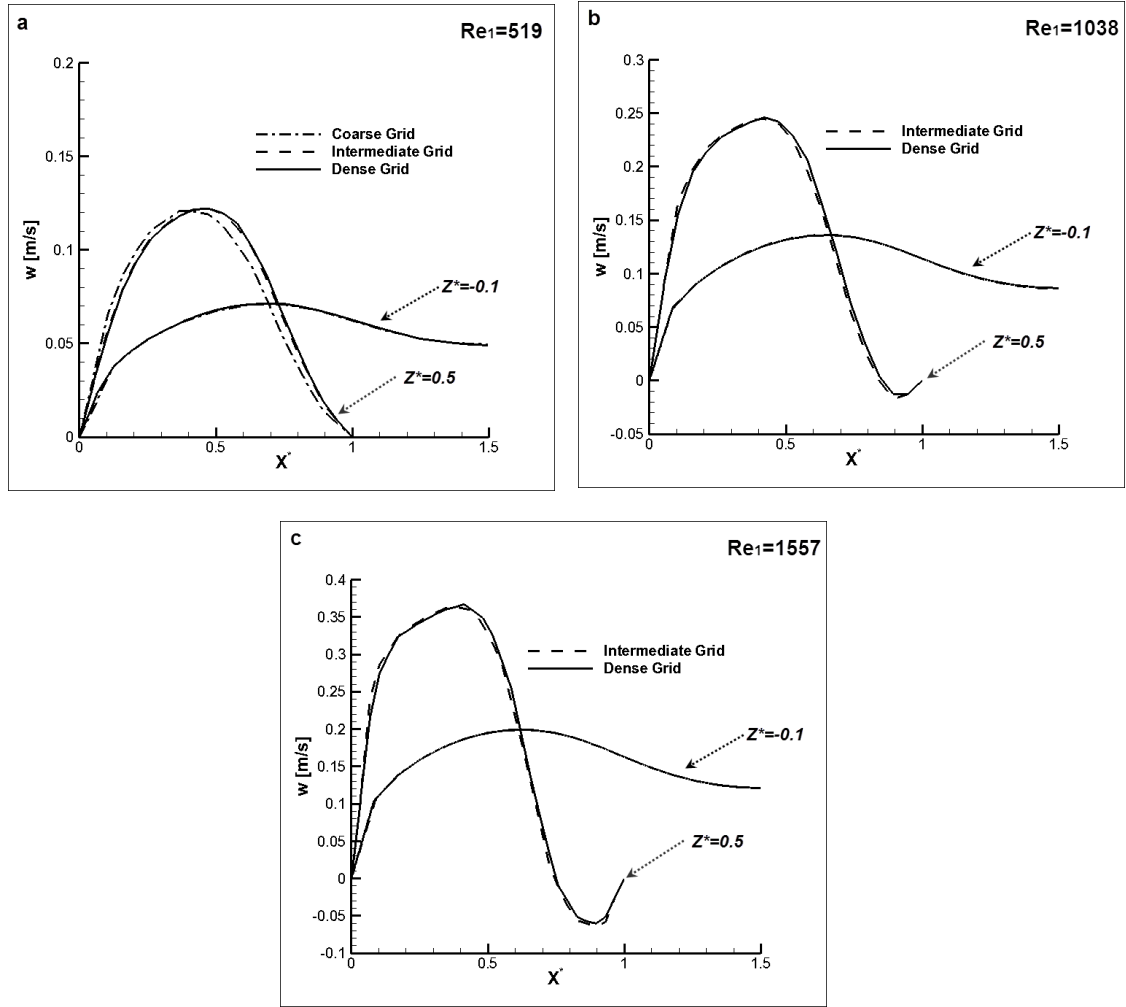 a
Re1=519
0.2
0.15
0.1
0.05
0
w [m/s]
Coarse Grid
Intermediate Grid
Dense Grid
Z*=-0.1
Z*=0.5
0
0.5
1
1.5
X*
b
Re1=1038
0.3
0.25
0.2
0.15
0.1
0.05
0
-0.05
w [m/s]
Intermediate Grid
Dense Grid
Z*=-0.1
Z*=0.5
0
0.5
1
1.5
X*
c
Re1=1557
0.4
0.35
0.3
0.25
0.2
0.15
0.1
0.05
0
-0.05
-0.1
w [m/s]
Intermediate Grid
Dense Grid
Z*=-0.1
Z*=0.5
0
0.5
1
1.5
X*